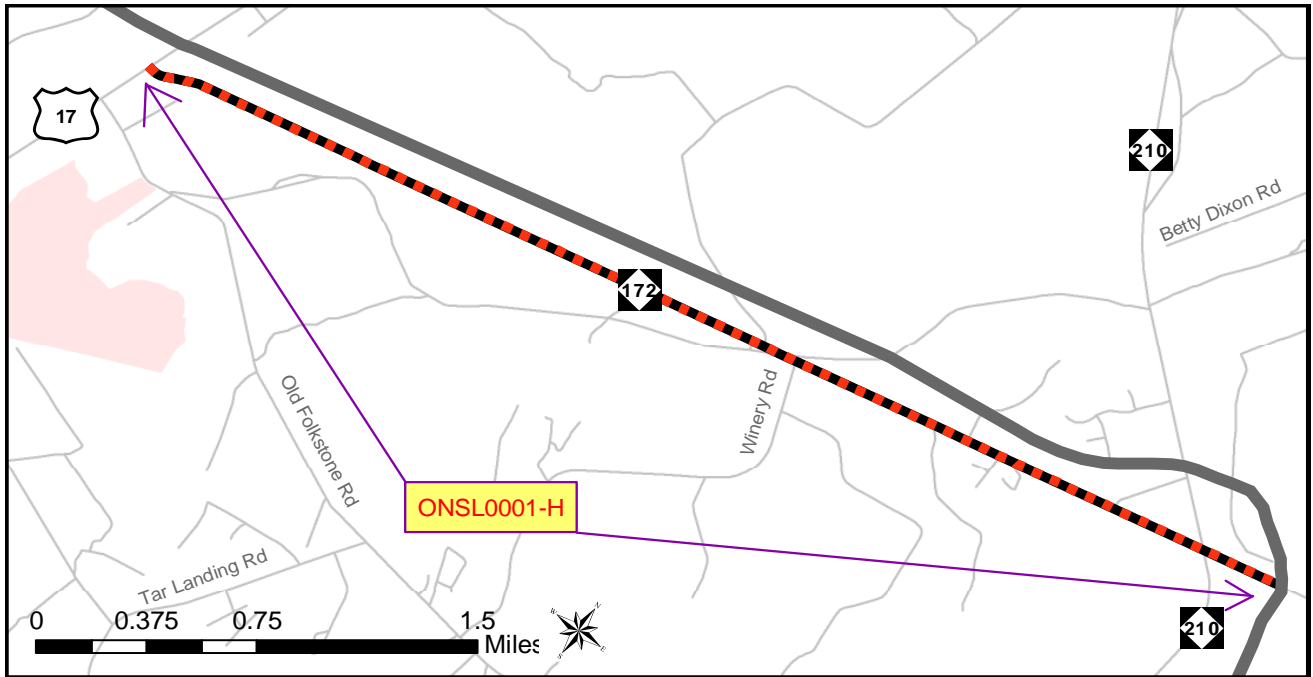 17
210
Betty Dixon Rd
172
Old Folkstone Rd
Winery Rd
ONSL0001-H
Tar Landing Rd
0 0.375 0.75 1.5
Miles
N
W
E
S
210